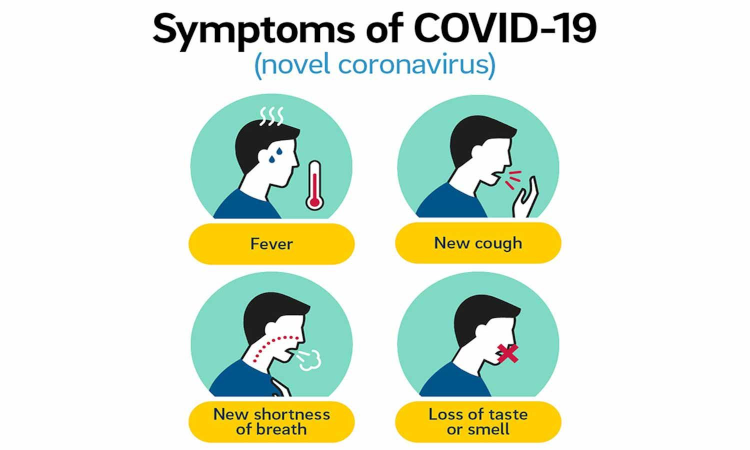 Symptoms of COVID-19
(novel coronavirus)
Fever
New cough
New shortness
of breath
Loss of taste
or smell